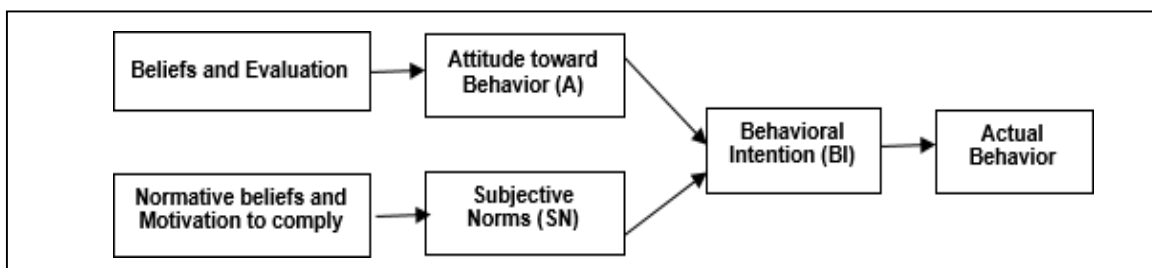 Beliefs and Evaluation
Attitude toward
Behavior (A)
Normative beliefs and
Motivation to comply
Subjective
Norms (SN)
Behavioral
Intention (BI)
Actual
Behavior